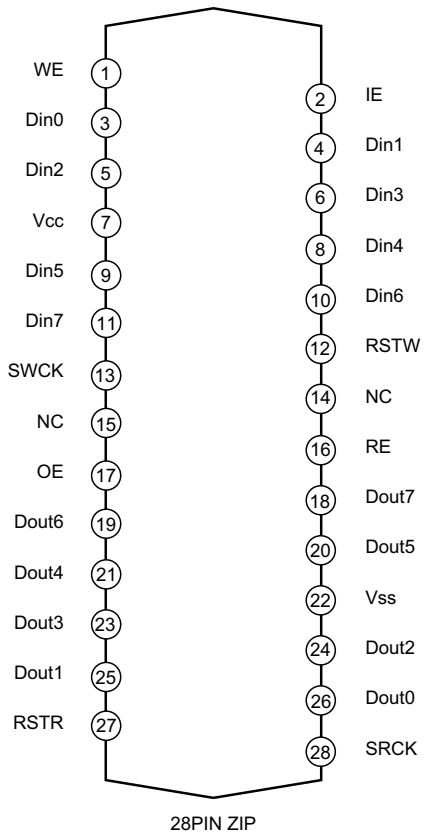 WE 1
2 IE
Din0 3
4 Din1
Din2 5
6 Din3
Vcc 7
8 Din4
Din5 9
10 Din6
Din7 11
12 RSTW
SWCK 13
14 NC
NC 15
16 RE
OE 17
18 Dout7
Dout6 19
20 Dout5
Dout4 21
22 Vss
Dout3 23
24 Dout2
Dout1 25
26 Dout0
RSTR 27
28 SRCK
28PIN ZIP